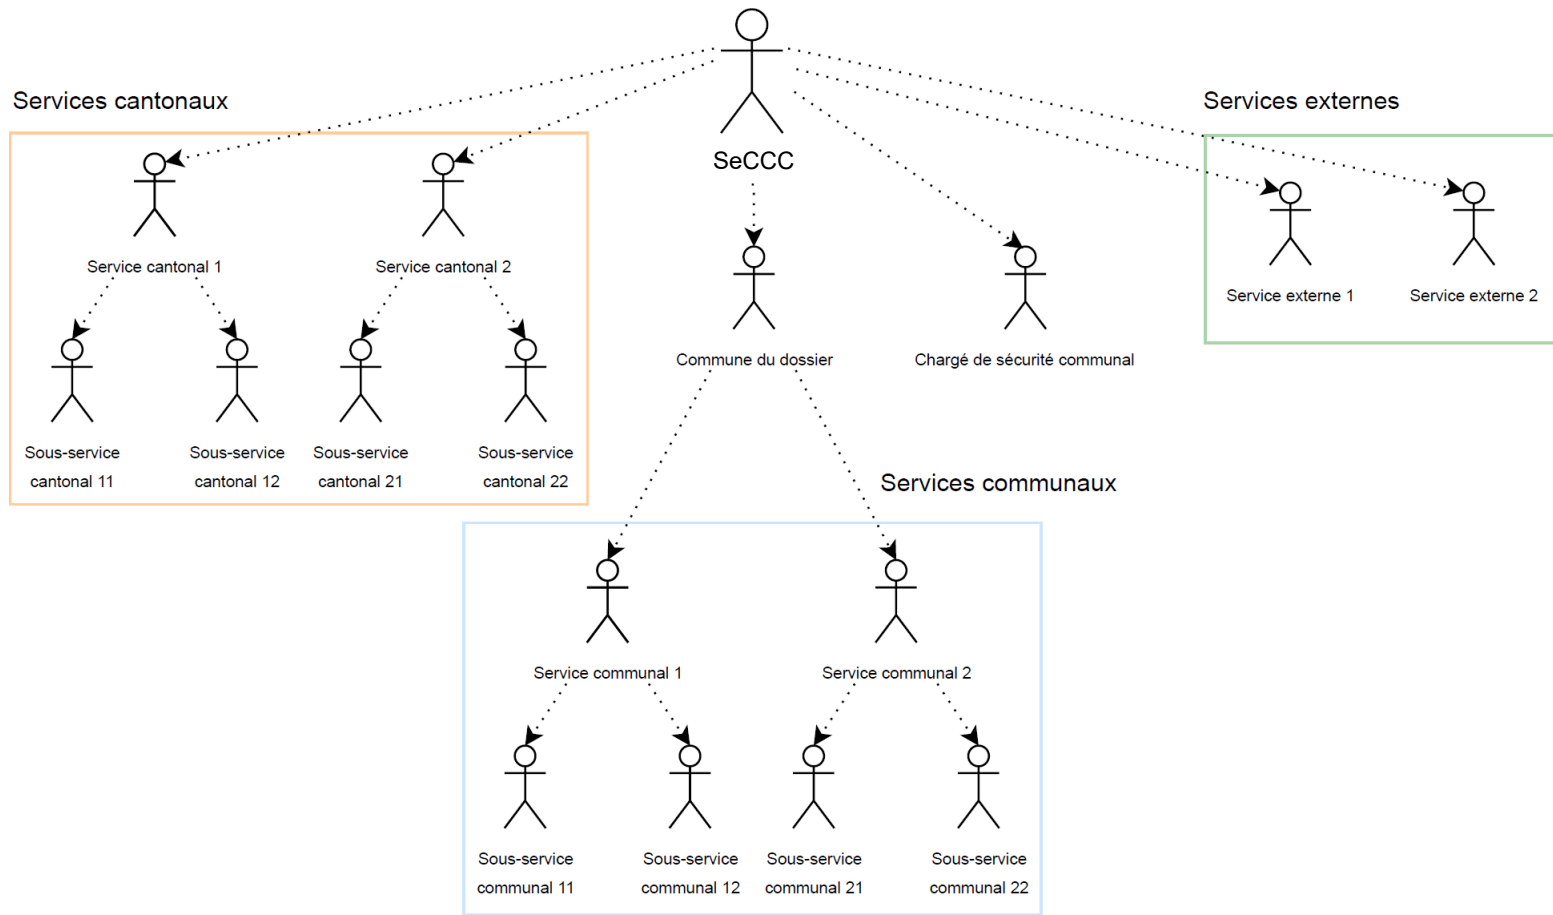 Services cantonaux
Services externes
SeCCC
Service cantonal 1
Service cantonal 2
Service externe 1
Service externe 2
Commune du dossier
Chargé de sécurité communal
Sous-service
cantonal 11
Sous-service
cantonal 12
Sous-service
cantonal 21
Sous-service
cantonal 22
Services communaux
Service communal 1
Service communal 2
Sous-service
communal 11
Sous-service
communal 12
Sous-service
communal 21
Sous-service
communal 22